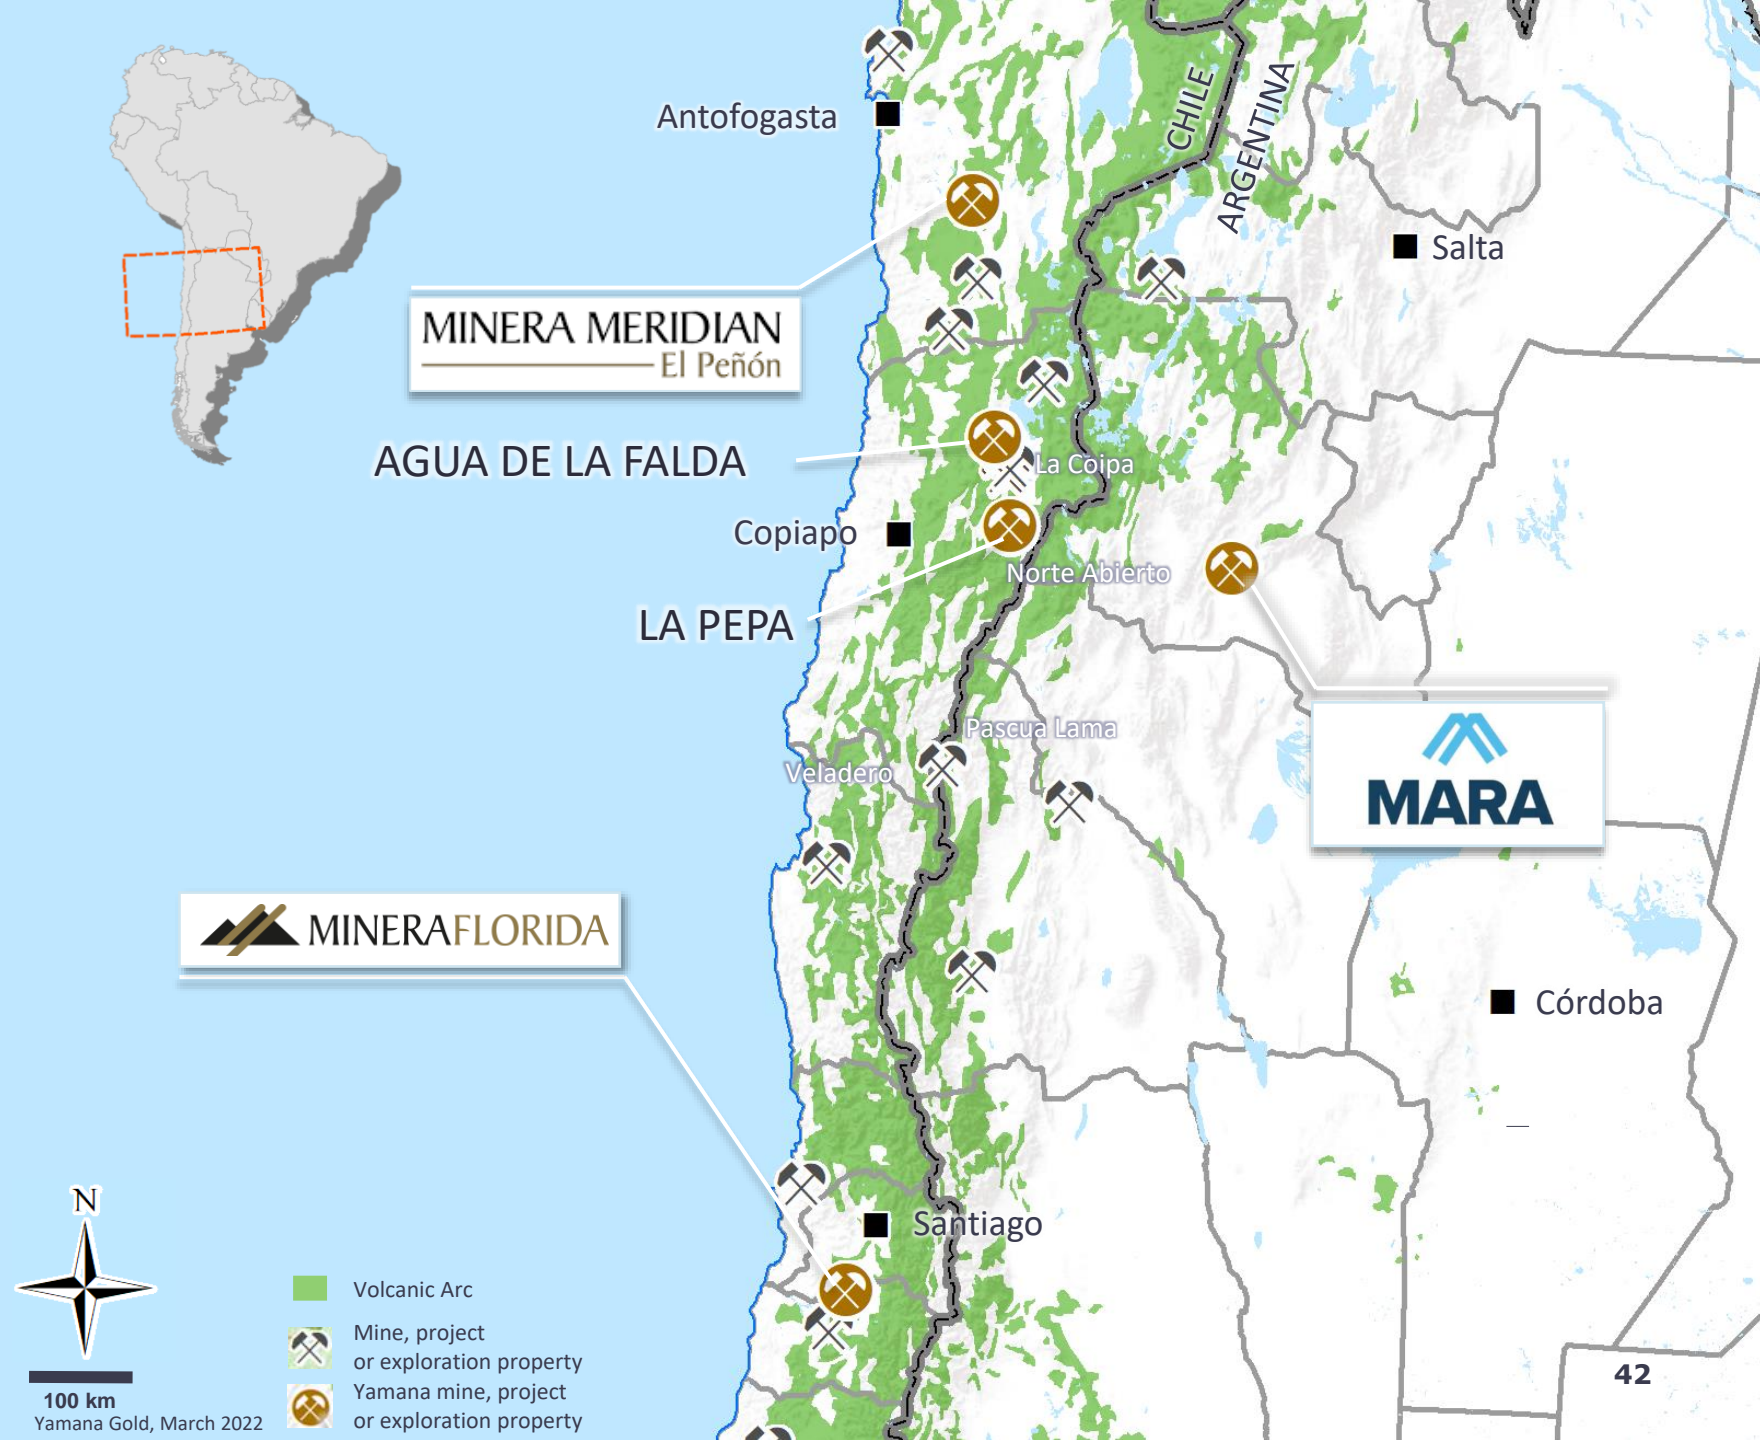 Antofogasta
CHILE
ARGENTINA
Salta
MINERA MERIDIAN
El Peñón
AGUA DE LA FALDA
La Coipa
Copiapo
Norte Abierto
LA PEPA
Pascua Lama
Veladero
MARA
MINERAFLORIDA
Córdoba
Santiago
N
Volcanic Arc
Mine, project
or exploration property
Yamana mine, project
or exploration property
100 km
Yamana Gold, March 2022
42